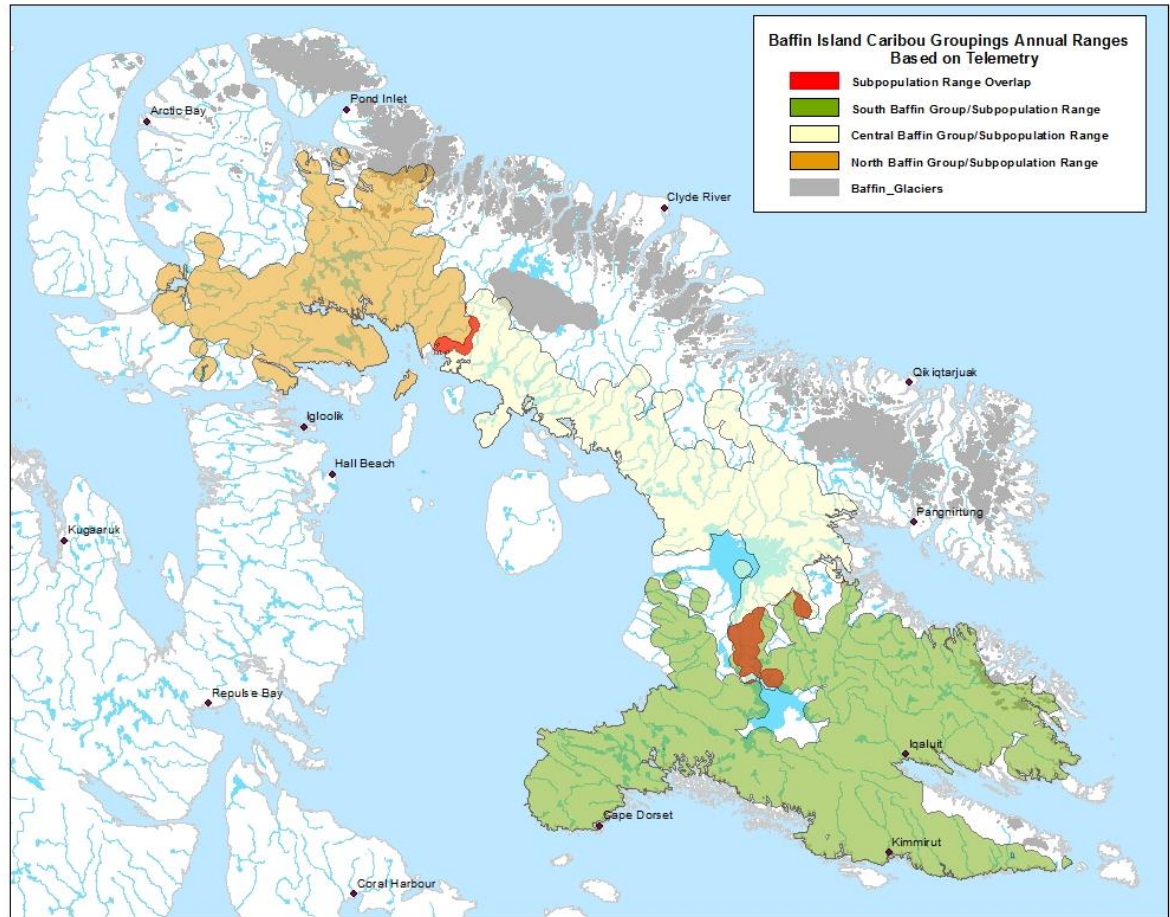 Baffin Island Caribou Groupings Annual Ranges
Based on Telemetry
Subpopulation Range Overlap
South Baffin Group/Subpopulation Range
Central Baffin Group/Subpopulation Range
North Baffin Group/Subpopulation Range
Baffin_Glaciers
Pond Inlet
Arctic Bay
Clyde River
Qikiqtarjuak
Igloolik
Hall Beach
Pangnirtung
Kugaaruk
Repulse Bay
Iqaluit
Cape Dorset
Kimmirut
Coral Harbour